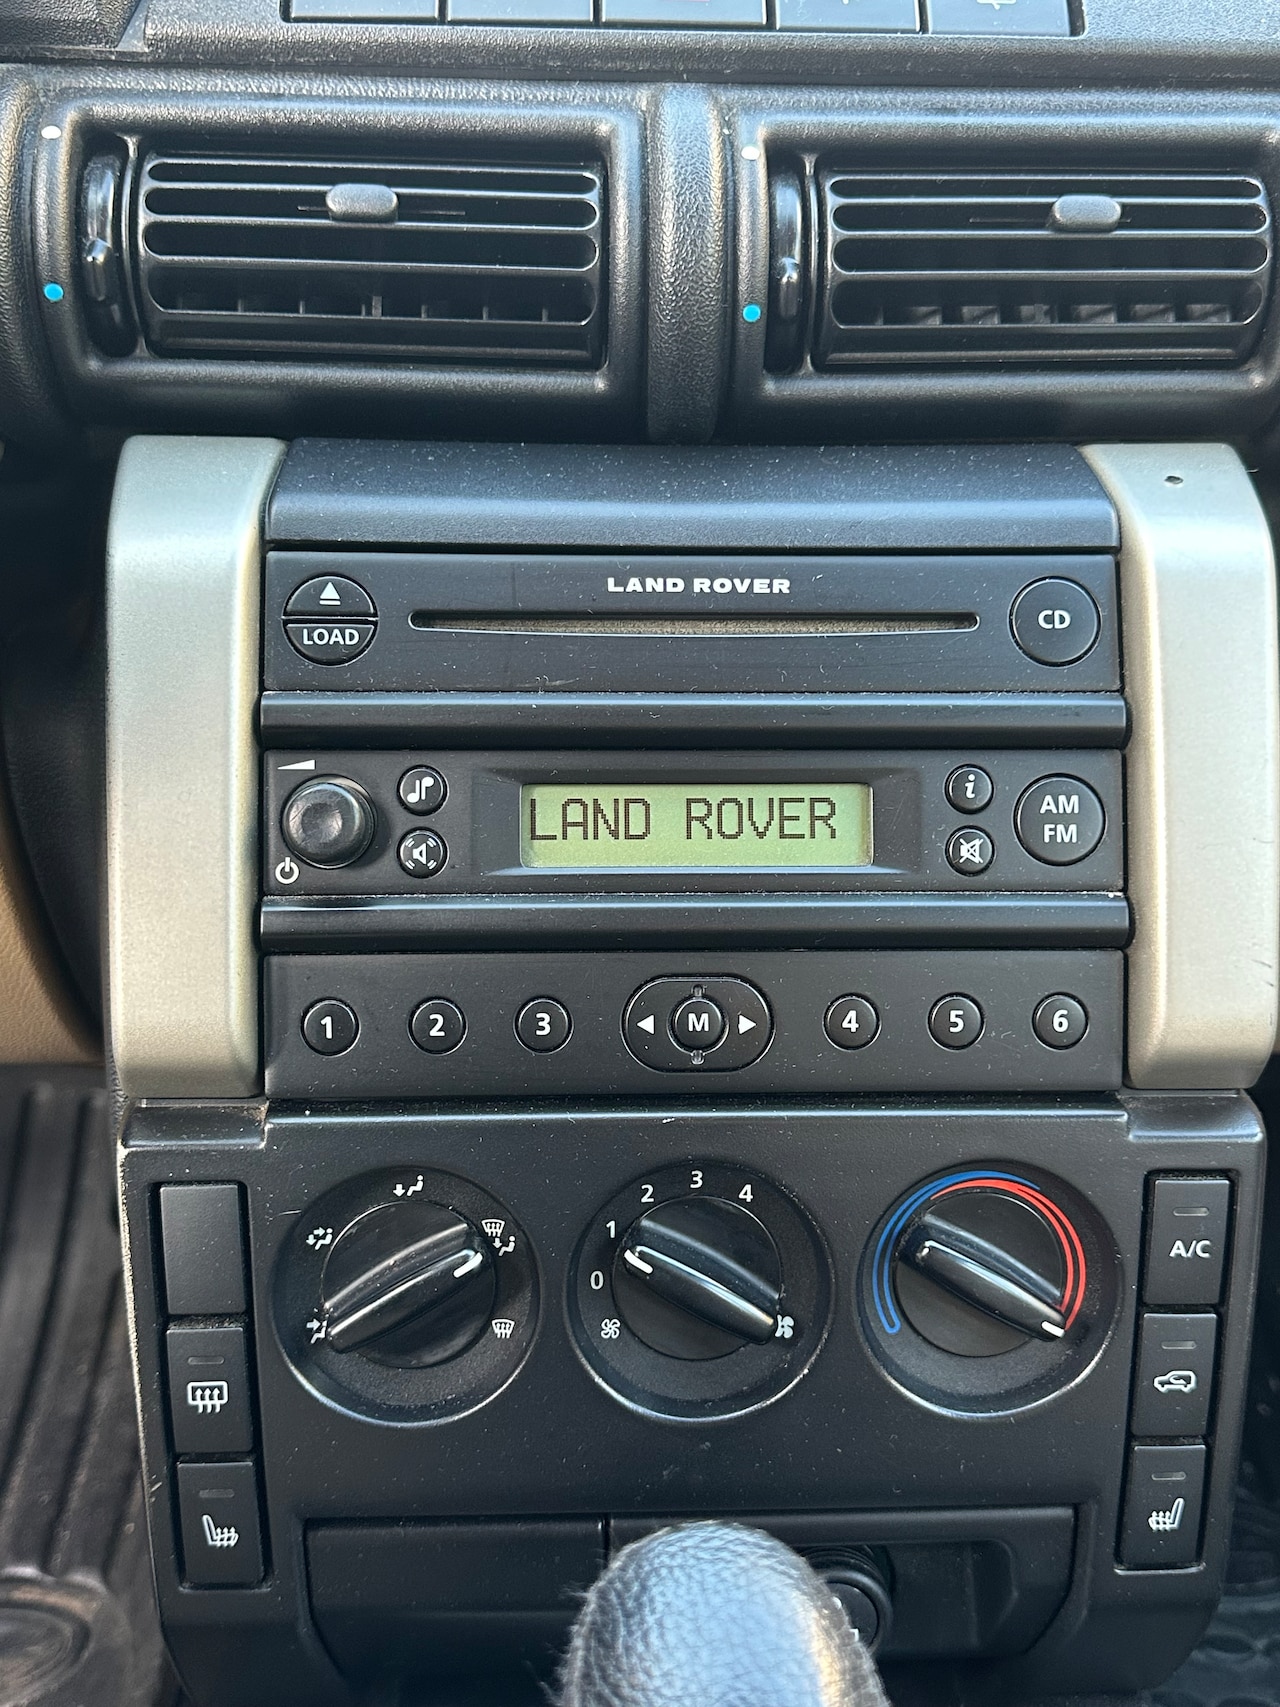 LAND ROVER
LOAD
CD
LAND ROVER
i
AM
FM
1 2 3 M 4 5 6
0 1 2 3 4
A/C